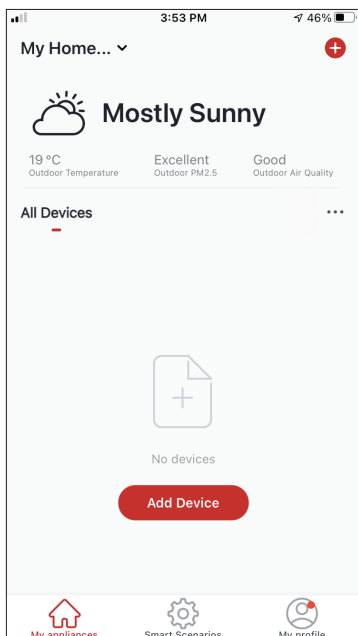 3:53 PM 46%
My Home...
Mostly Sunny
19 °C Excellent Good
Outdoor Temperature Outdoor PM2.5 Outdoor Air Quality
All Devices
No devices
Add Device
My appliances Smart Scenarios My profile